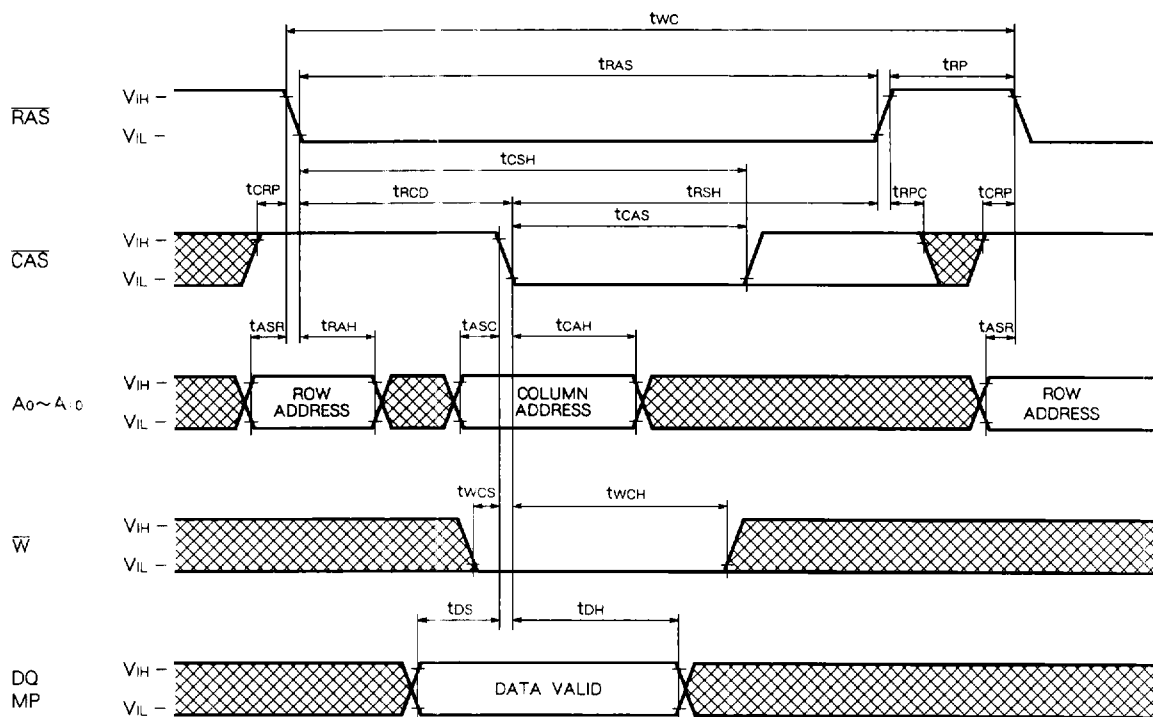 tWC
tRAS
tRP
RAS
VIH
VIL
tCSH
tCRP
tRCD
tRSH
tRPC
tCRP
tCAS
CAS
VIH
VIL
tASR
tRAH
tASC
tCAH
tASR
A0~A10
VIH
VIL
ROW ADDRESS
COLUMN ADDRESS
ROW ADDRESS
tWCS
tWCH
W
VIH
VIL
tDS
tDH
DQ
MP
VIH
VIL
DATA VALID